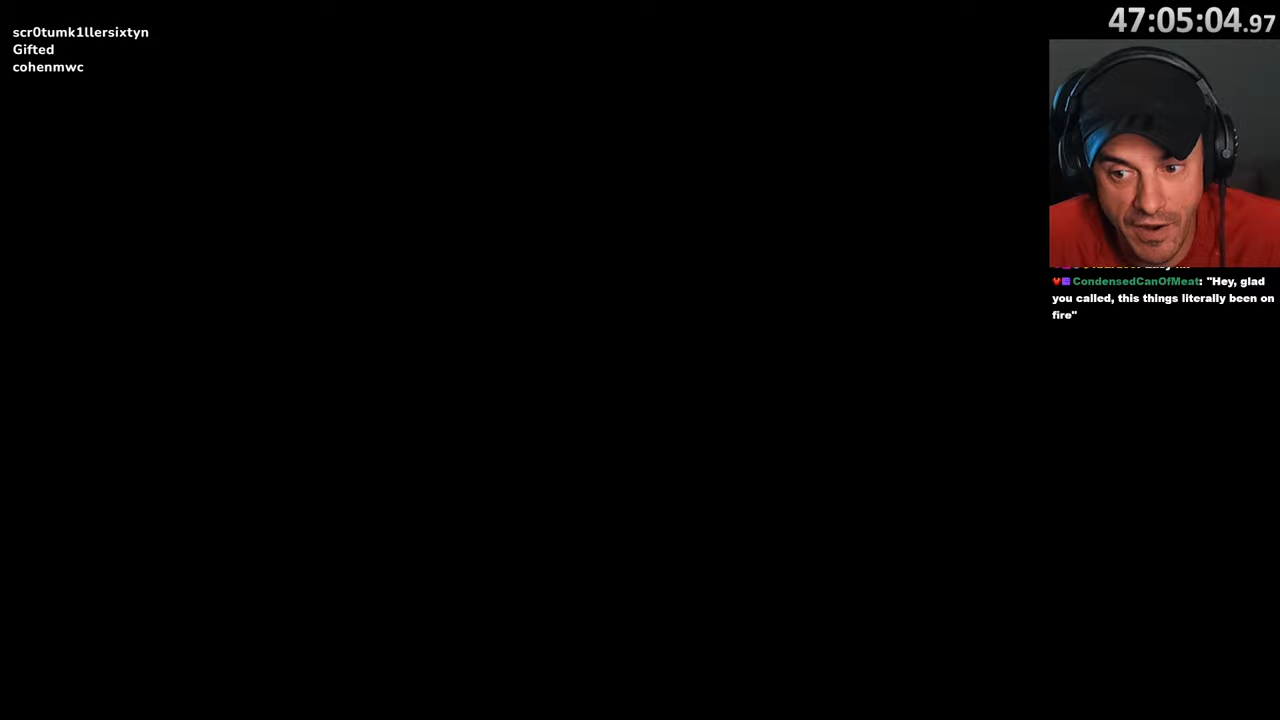 scr0tumk1llersixtyn
Gifted
cohenmwc
47:05:04.97
CondensedCanOfMeat: "Hey, glad
you called, this things literally been on
fire"